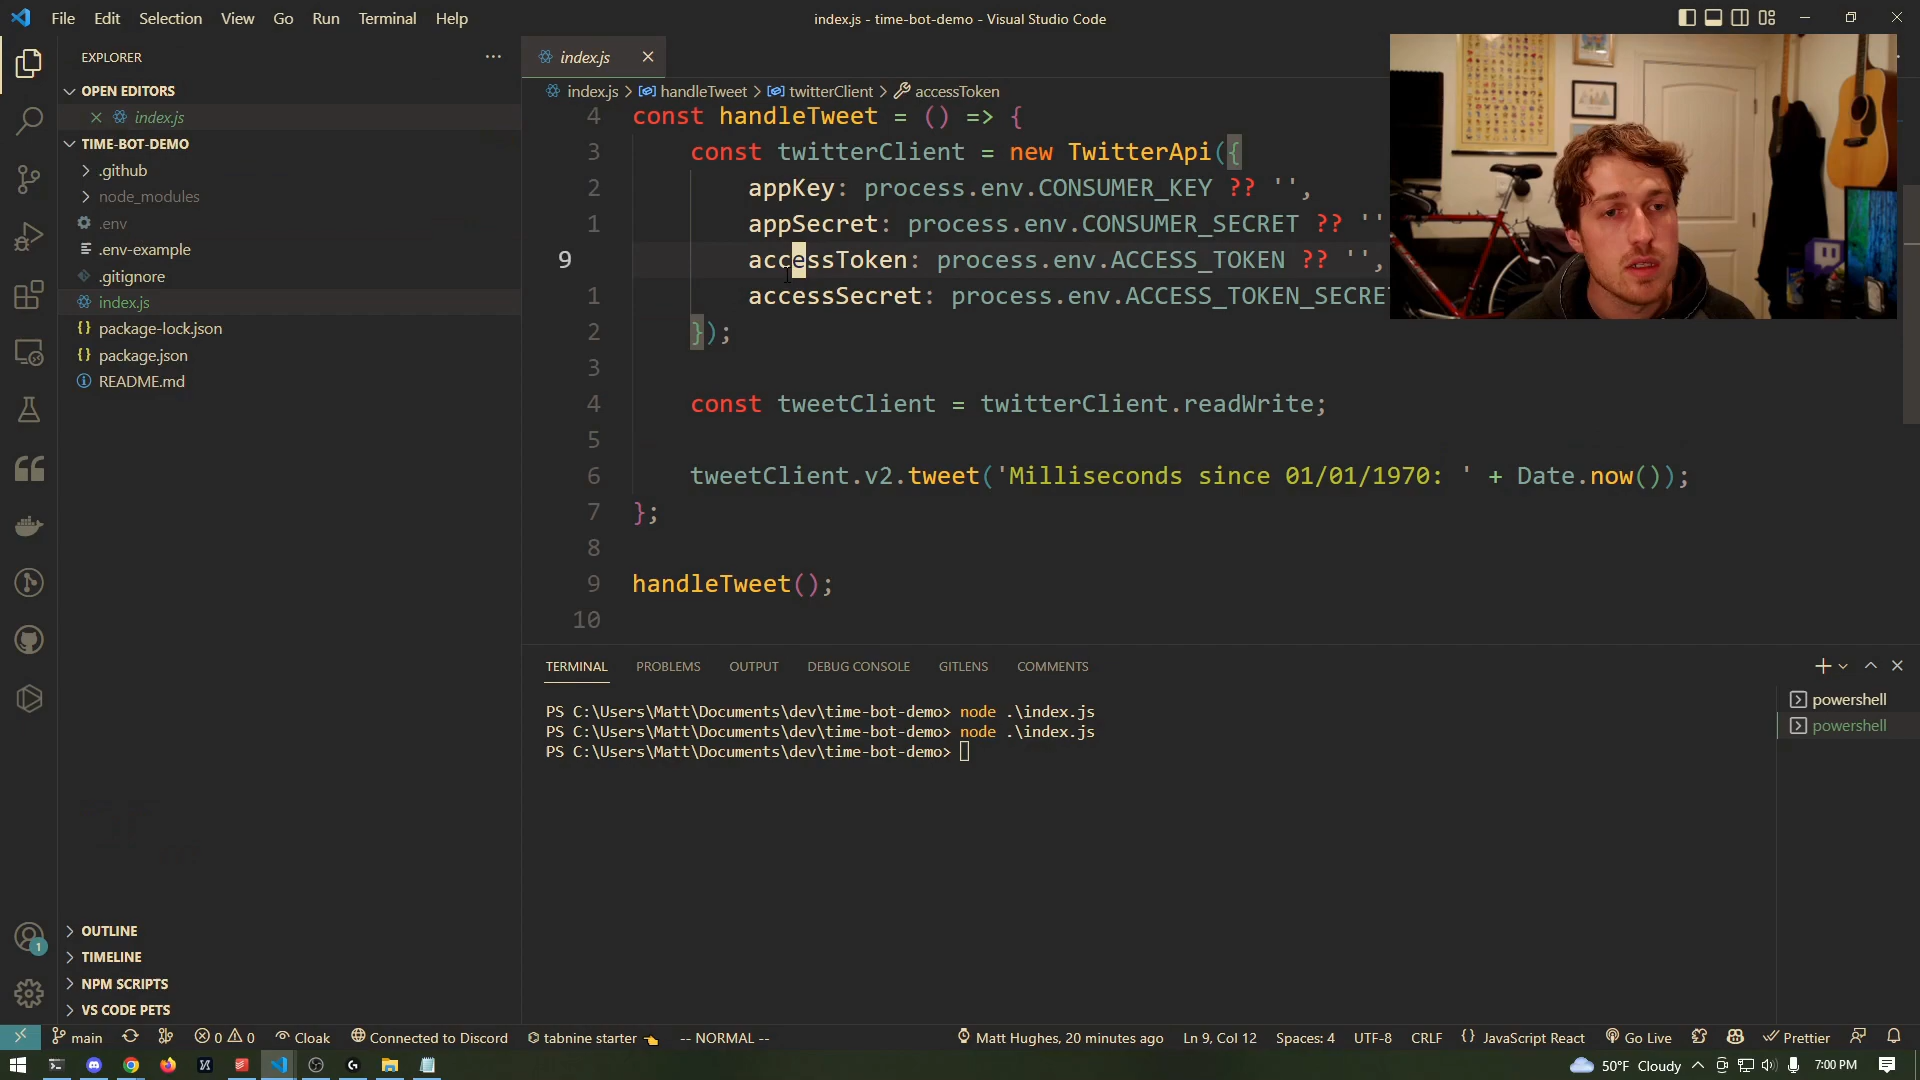 File Edit Selection View Go Run Terminal Help
index.js - time-bot-demo - Visual Studio Code
EXPLORER
OPEN EDITORS
index.js
TIME-BOT-DEMO
.github
node_modules
.env
.env-example
.gitignore
index.js
package-lock.json
package.json
README.md
OUTLINE
TIMELINE
NPM SCRIPTS
VS CODE PETS
index.js
index.js > handleTweet > twitterClient > accessToken
4 const handleTweet = () => {
3 const twitterClient = new TwitterApi({
2 appKey: process.env.CONSUMER_KEY ?? '',
1 appSecret: process.env.CONSUMER_SECRET ?? ''
9 accessToken: process.env.ACCESS_TOKEN ?? '',
1 accessSecret: process.env.ACCESS_TOKEN_SECRET
2 });
3
4 const tweetClient = twitterClient.readWrite;
5
6 tweetClient.v2.tweet('Milliseconds since 01/01/1970: ' + Date.now());
7 };
8
9 handleTweet();
10
TERMINAL PROBLEMS OUTPUT DEBUG CONSOLE GITLENS COMMENTS
PS C:\Users\Matt\Documents\dev\time-bot-demo> node .\index.js
PS C:\Users\Matt\Documents\dev\time-bot-demo> node .\index.js
PS C:\Users\Matt\Documents\dev\time-bot-demo>
powershell
powershell
1
main 0 0 Cloak Connected to Discord tabnine starter -- NORMAL -- Matt Hughes, 20 minutes ago Ln 9, Col 12 Spaces: 4 UTF-8 CRLF {} JavaScript React Go Live Prettier
50°F Cloudy 7:00 PM